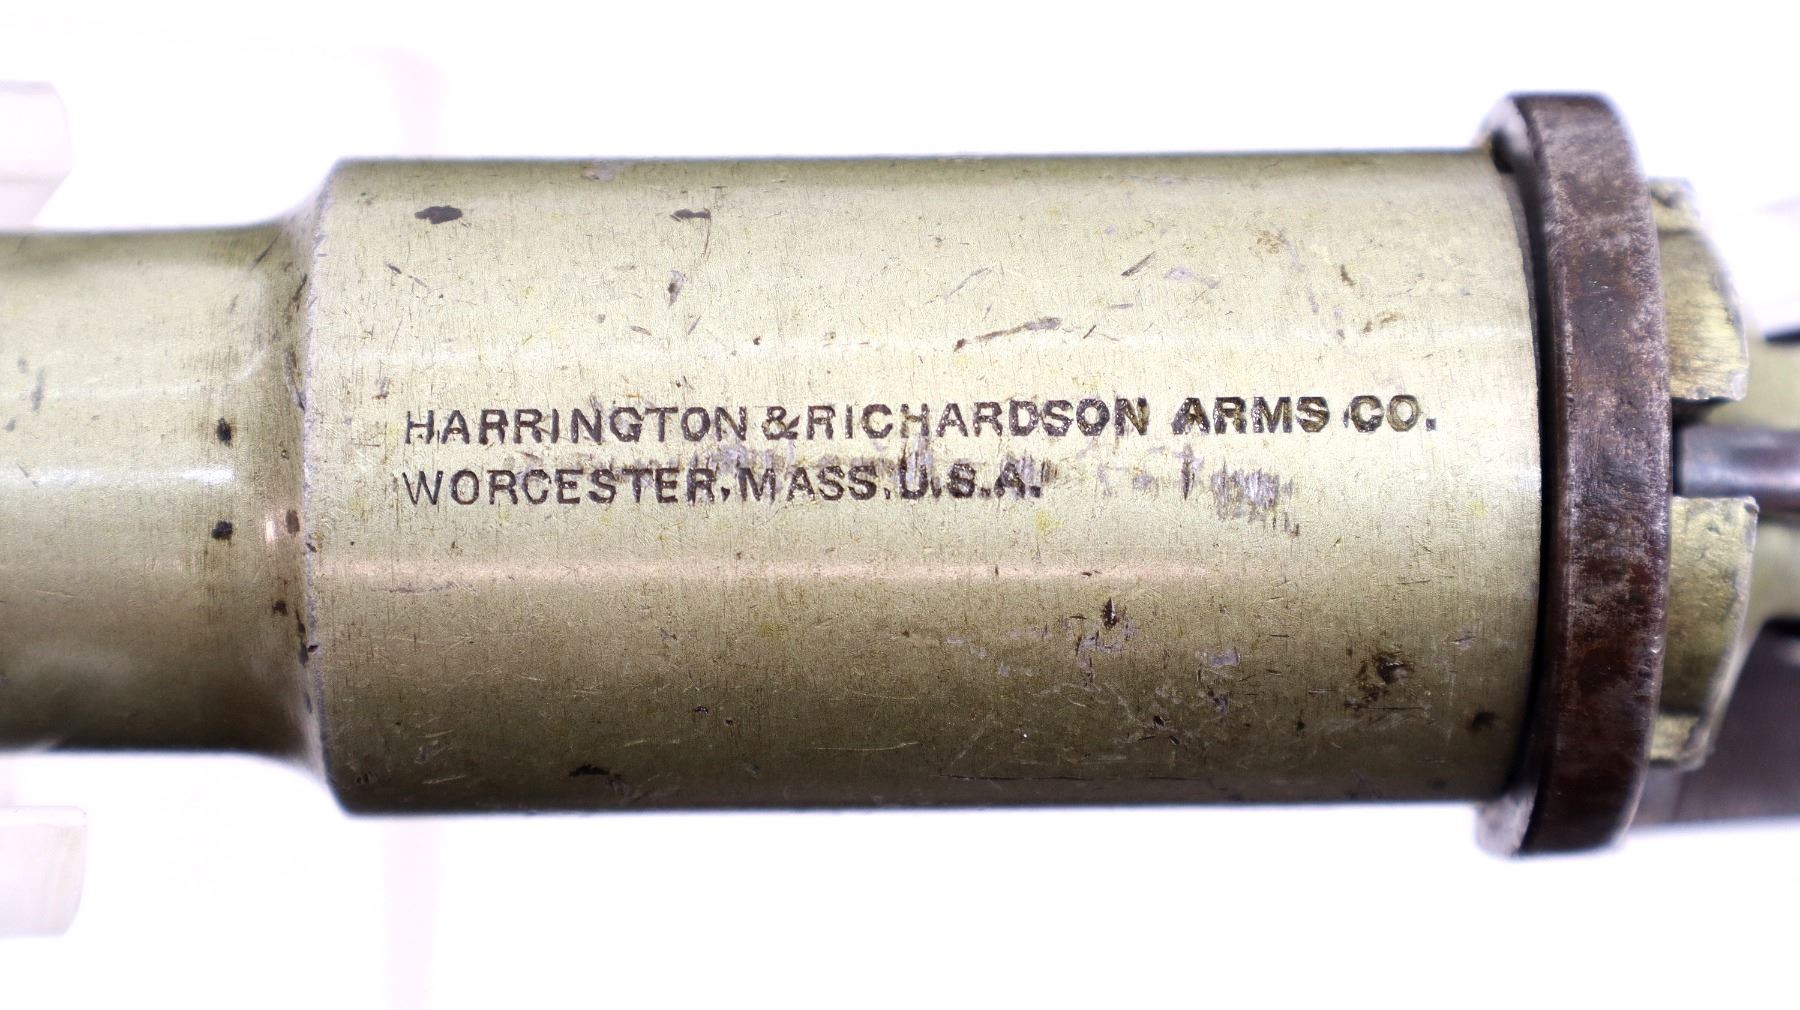 HARRINGTON & RICHARDSON ARMS CO.
WORCESTER, MASS. U.S.A.